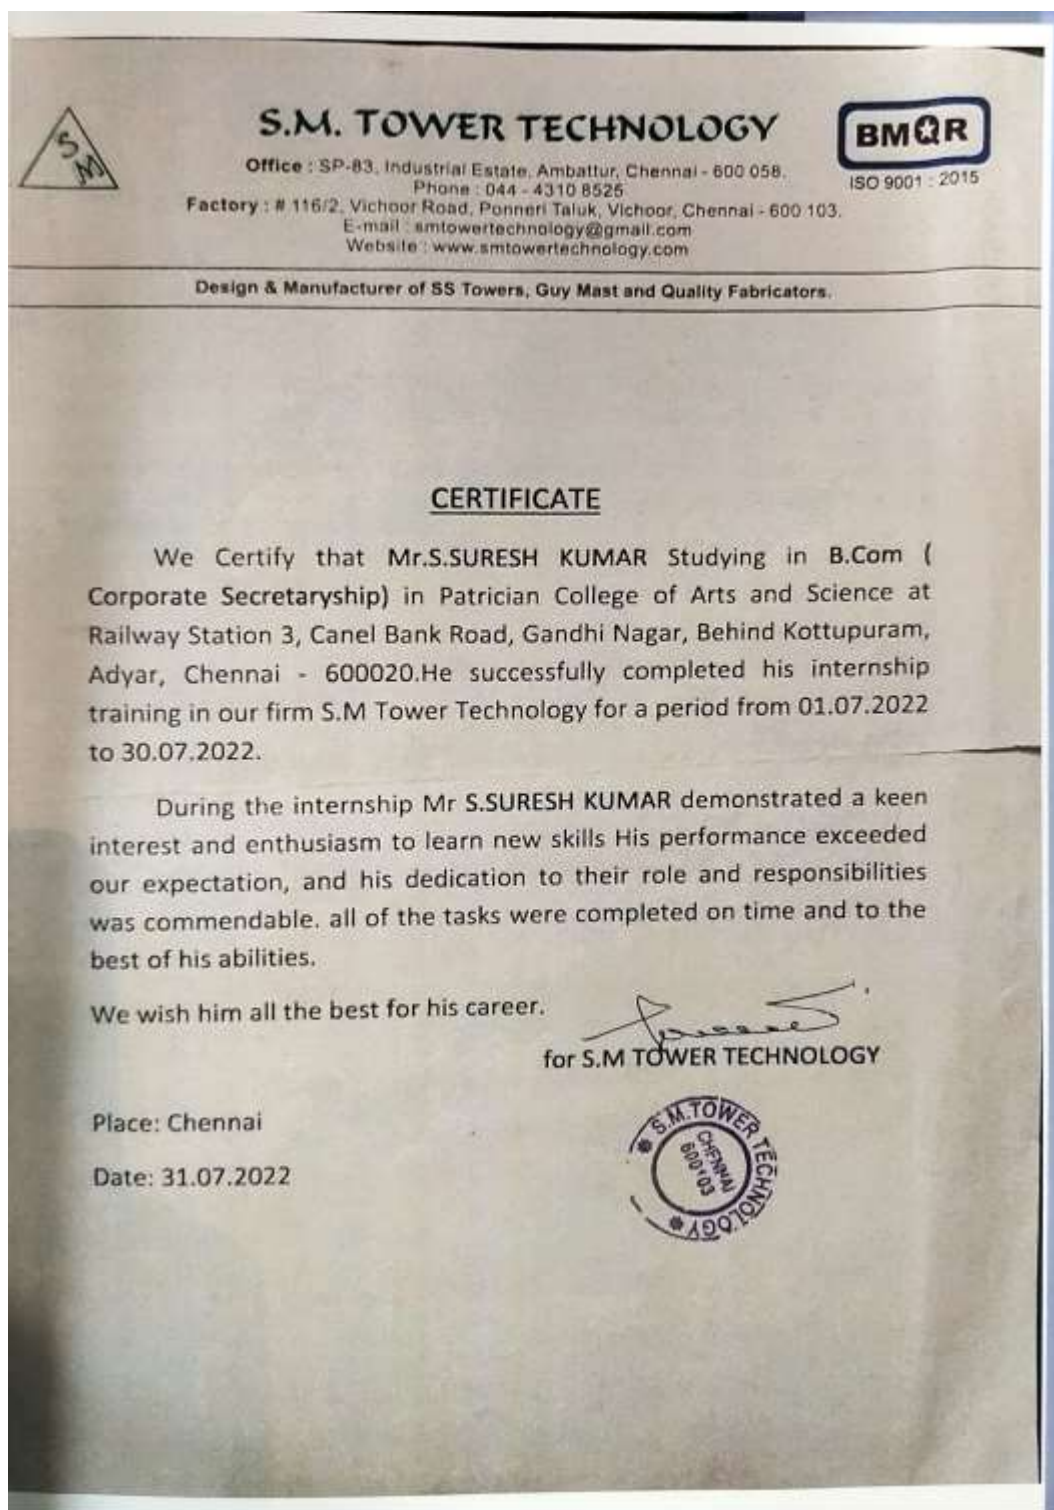 S M
S.M. TOWER TECHNOLOGY
BMQR
ISO 9001 : 2015
Office : SP-83, Industrial Estate, Ambattur, Chennai - 600 058.
Phone : 044 - 4310 8525
Factory : # 116/2, Vichoor Road, Ponneri Taluk, Vichoor, Chennai - 600 103.
E-mail : smtowertechnology@gmail.com
Website : www.smtowertechnology.com
Design & Manufacturer of SS Towers, Guy Mast and Quality Fabricators.
CERTIFICATE
We Certify that Mr.S.SURESH KUMAR Studying in B.Com (
Corporate Secretaryship) in Patrician College of Arts and Science at
Railway Station 3, Canel Bank Road, Gandhi Nagar, Behind Kottupuram,
Adyar, Chennai - 600020.He successfully completed his internship
training in our firm S.M Tower Technology for a period from 01.07.2022
to 30.07.2022.
During the internship Mr S.SURESH KUMAR demonstrated a keen
interest and enthusiasm to learn new skills His performance exceeded
our expectation, and his dedication to their role and responsibilities
was commendable. all of the tasks were completed on time and to the
best of his abilities.
We wish him all the best for his career.
for S.M TOWER TECHNOLOGY
Place: Chennai
Date: 31.07.2022
S.M.TOWER TECHNOLOGY
CHENNAI
600103